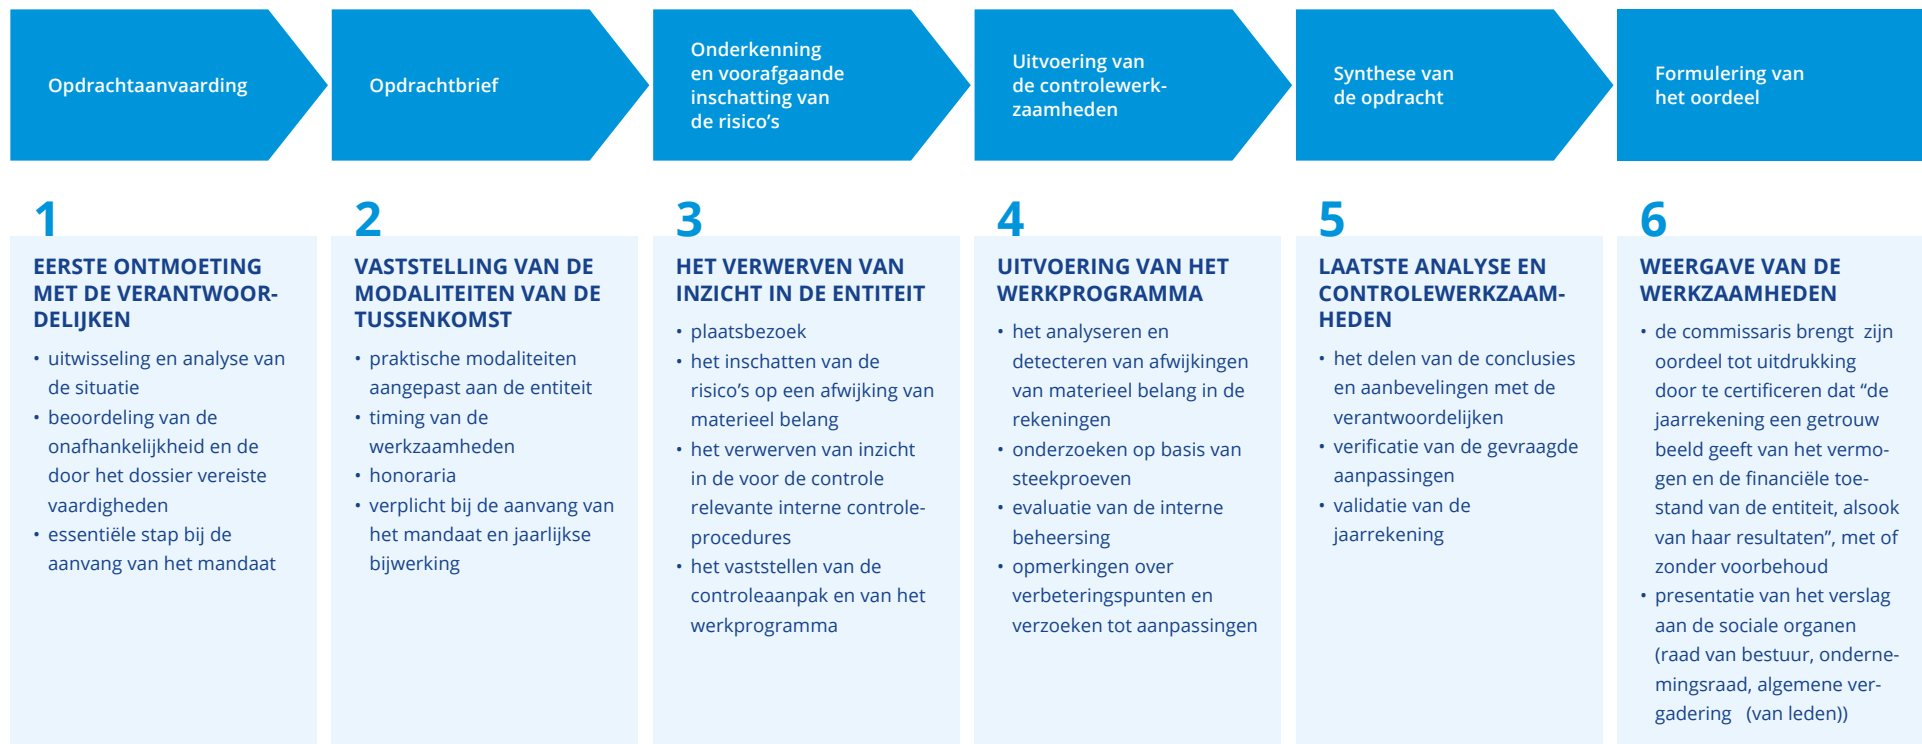 Opdrachtaanvaarding
Opdrachtbrief
Onderkenning
en voorafgaande
inschatting van
de risico’s
Uitvoering van
de controlewerk-
zaamheden
Synthese van
de opdracht
Formulering van
het oordeel
1
EERSTE ONTMOETING
MET DE VERANTWOOR-
DELIJKEN
• uitwisseling en analyse van
de situatie
• beoordeling van de
onafhankelijkheid en de
door het dossier vereiste
vaardigheden
• essentiële stap bij de
aanvang van het mandaat
2
VASTSTELLING VAN DE
MODALITEITEN VAN DE
TUSSENKOMST
• praktische modaliteiten
aangepast aan de entiteit
• timing van de
werkzaamheden
• honoraria
• verplicht bij de aanvang van
het mandaat en jaarlijkse
bijwerking
3
HET VERWERVEN VAN
INZICHT IN DE ENTITEIT
• plaatsbezoek
• het inschatten van de
risico’s op een afwijking van
materieel belang
• het verwerven van inzicht
in de voor de controle
relevante interne controle-
procedures
• het vaststellen van de
controleaanpak en van het
werkprogramma
4
UITVOERING VAN HET
WERKPROGRAMMA
• het analyseren en
detecteren van afwijkingen
van materieel belang in de
rekeningen
• onderzoeken op basis van
steekproeven
• evaluatie van de interne
beheersing
• opmerkingen over
verbeteringspunten en
verzoeken tot aanpassingen
5
LAATSTE ANALYSE EN
CONTROLEWERKZAAM-
HEDEN
• het delen van de conclusies
en aanbevelingen met de
verantwoordelijken
• verificatie van de gevraagde
aanpassingen
• validatie van de
jaarrekening
6
WEERGAVE VAN DE
WERKZAAMHEDEN
• de commissaris brengt zijn
oordeel tot uitdrukking
door te certificeren dat “de
jaarrekening een getrouw
beeld geeft van het vermo-
gen en de financiële toe-
stand van de entiteit, alsook
van haar resultaten”, met of
zonder voorbehoud
• presentatie van het verslag
aan de sociale organen
(raad van bestuur, onderne-
mingsraad, algemene ver-
gadering (van leden))